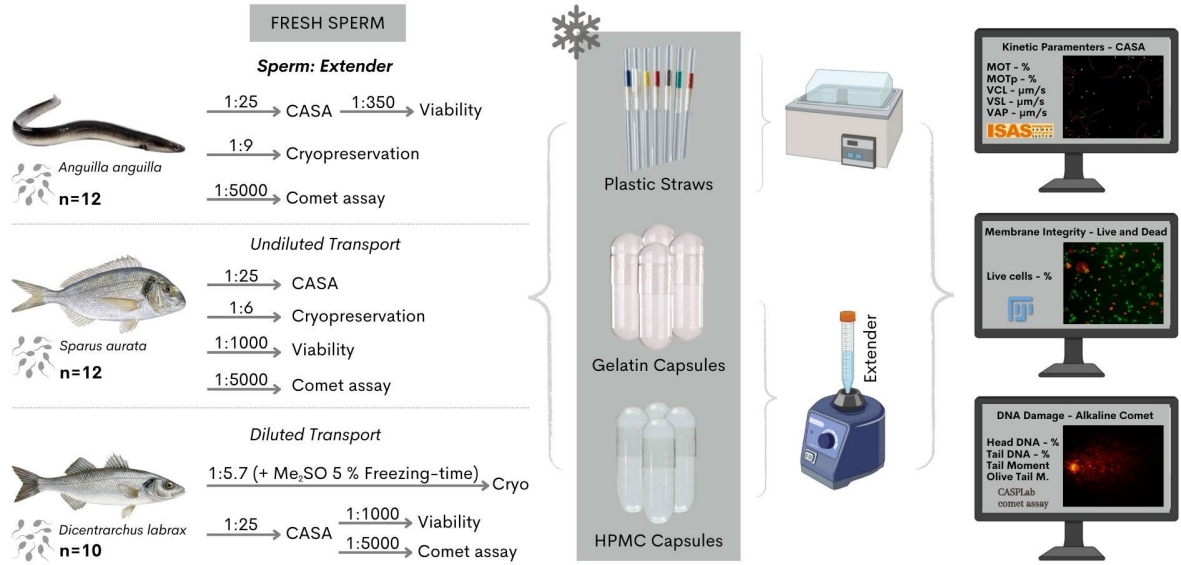 FRESH SPERM
Sperm: Extender
1:25
CASA
1:350
Viability
1:9
Cryopreservation
1:5000
Comet assay
Anguilla anguilla
n=12
Undiluted Transport
1:25
CASA
1:6
Cryopreservation
1:1000
Viability
1:5000
Comet assay
Sparus aurata
n=12
Diluted Transport
1:5.7 (+ Me₂SO 5 % Freezing-time)
Cryo
1:25
CASA
1:1000
Viability
1:5000
Comet assay
Dicentrarchus labrax
n=10
Plastic Straws
Gelatin Capsules
HPMC Capsules
Extender
Kinetic Paramenters - CASA
MOT - %
MOTp - %
VCL - µm/s
VSL - µm/s
VAP - µm/s
ISAS
Membrane Integrity - Live and Dead
Live cells - %
DNA Damage - Alkaline Comet
Head DNA - %
Tail DNA - %
Tail Moment
Olive Tail M.
CASPLab
comet assay